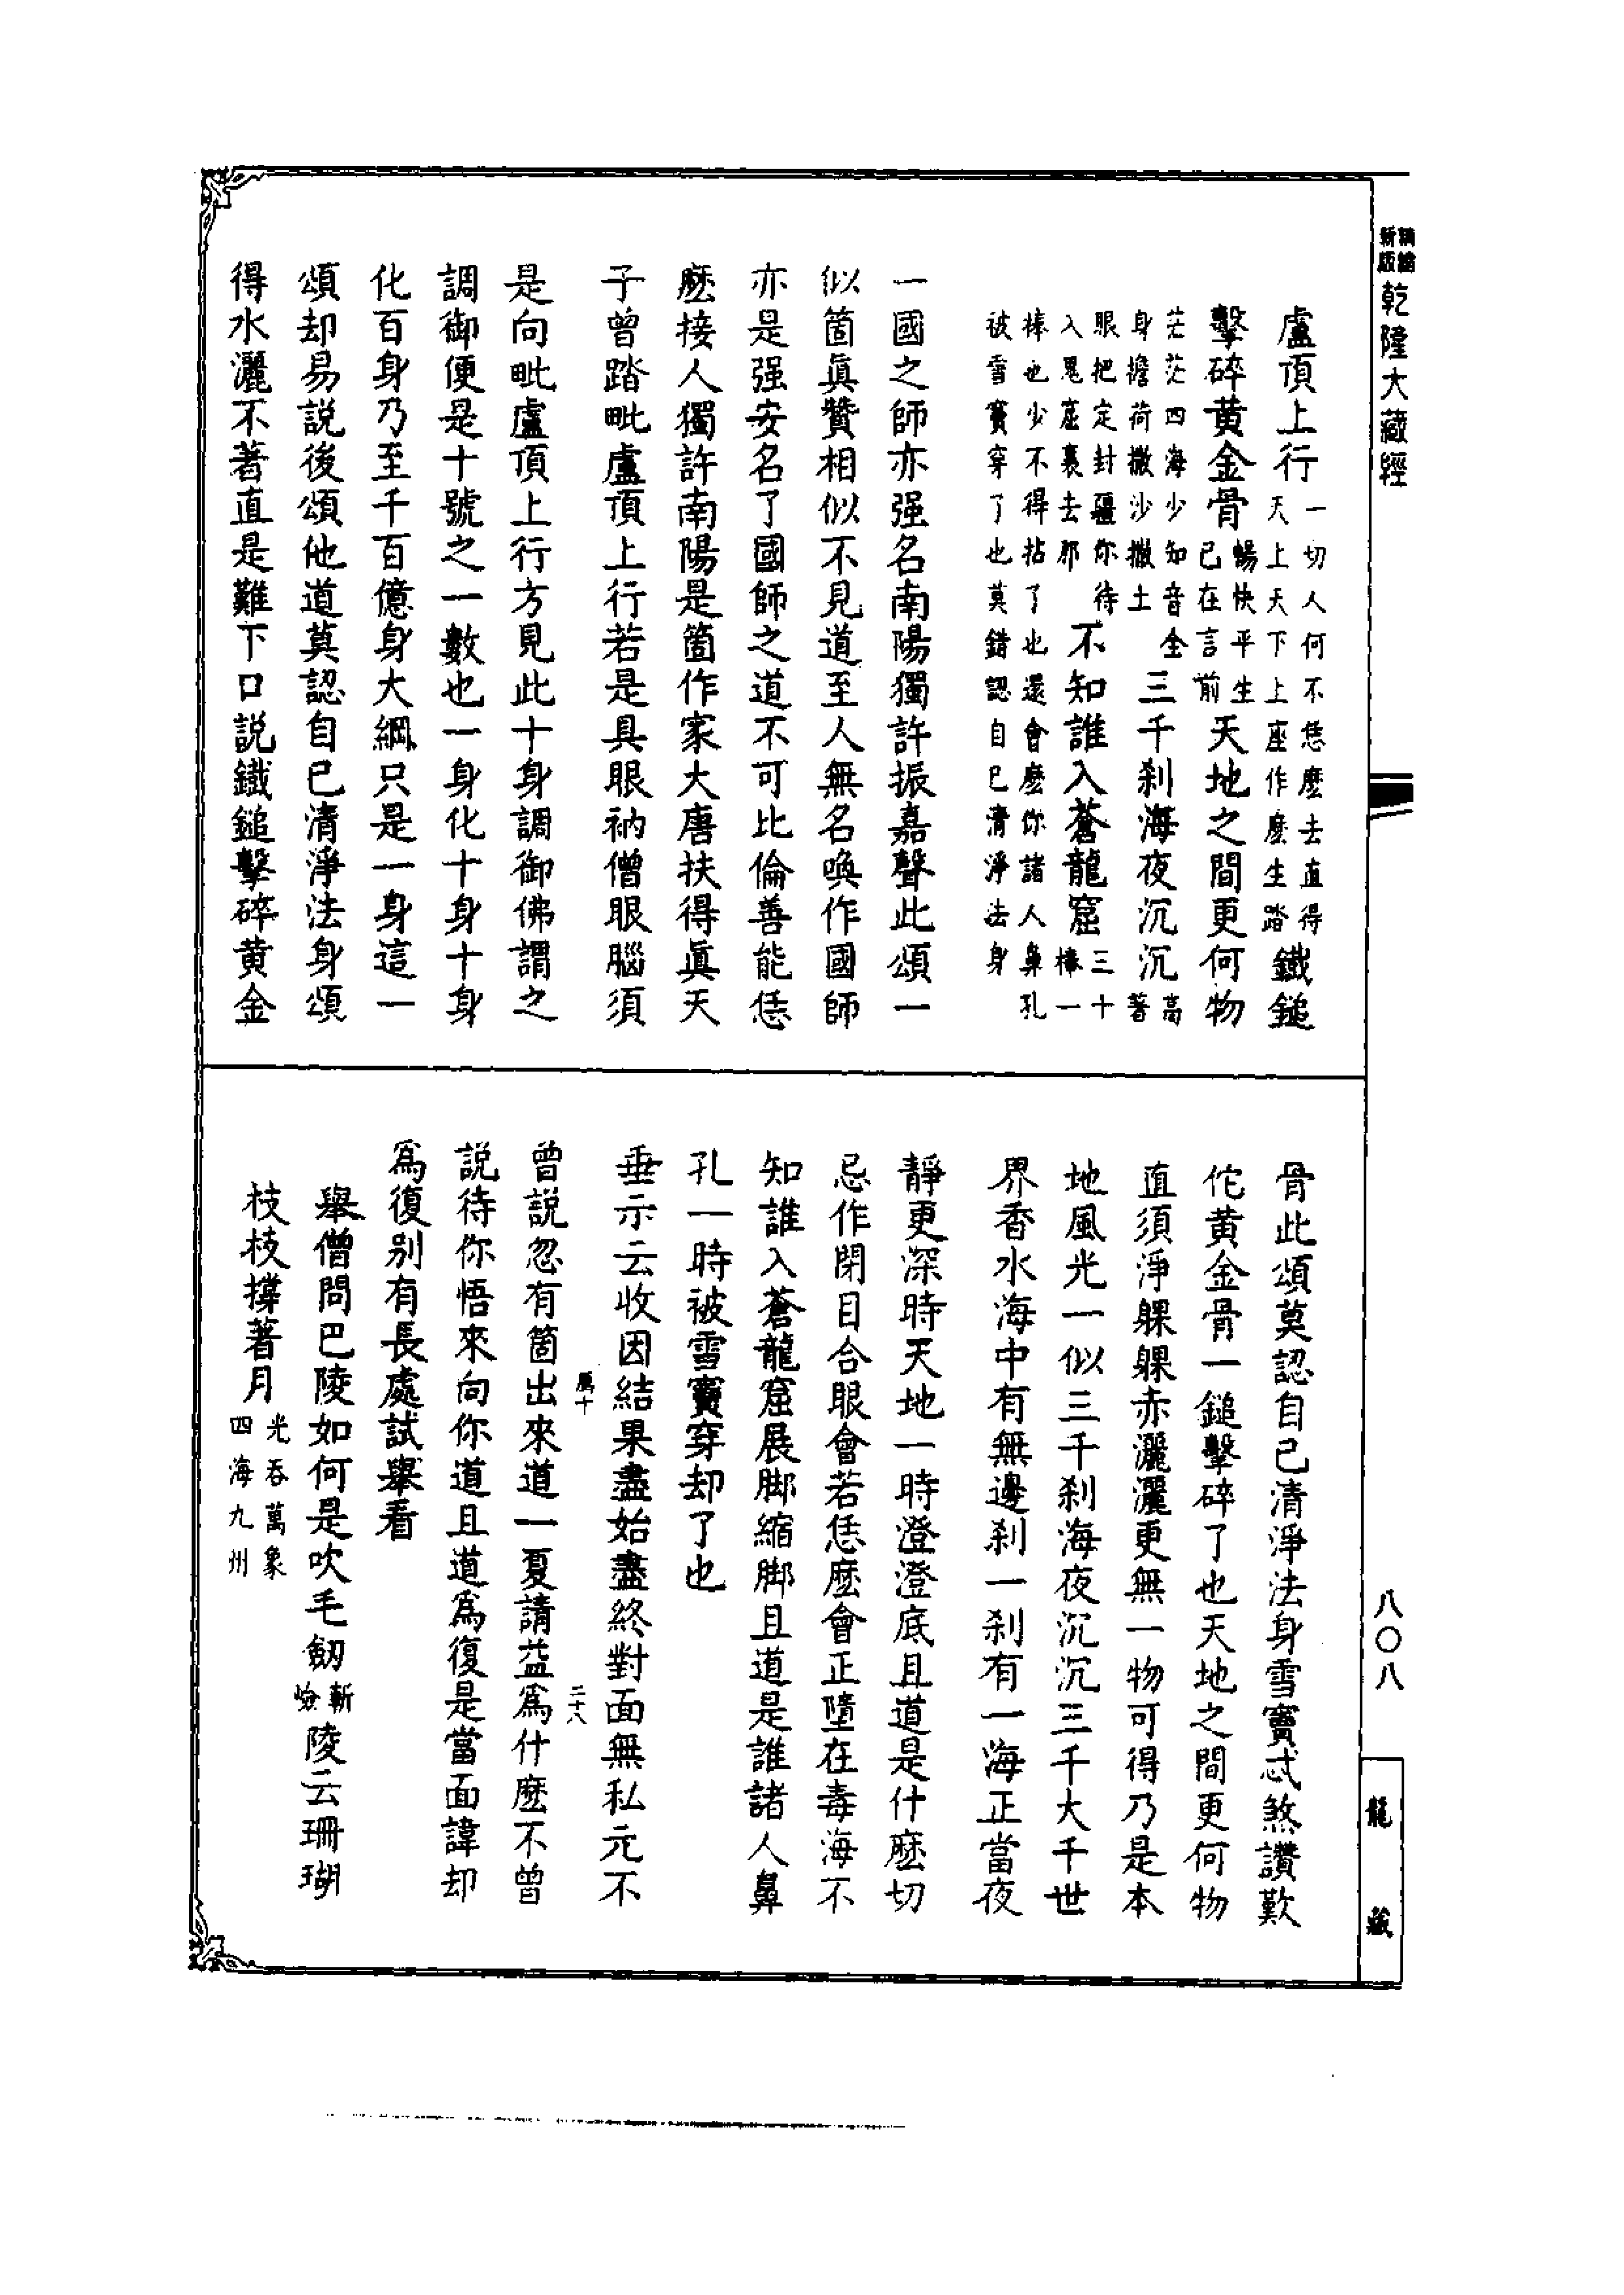 精縮新版
乾隆大藏經
盧頂上行一切人何不恁麼去直得天上天下上座作麼生踏鐵鎚
擊碎黄金骨暢快平生已在言前天地之間更何物
茫茫四海少知音全身擔荷撒沙撒土三千刹海夜沉沉高著
眼把定封疆你待入鬼窟裏去那不知誰入蒼龍窟三十棒一
棒也少不得拈了也還會麼你諸人鼻孔
被雪竇穿了也莫錯認自己清淨法身
一國之師亦强名南陽獨許振嘉聲此頌一
似箇眞贊相似不見道至人無名喚作國師
亦是强安名了國師之道不可比倫善能恁
麽接人獨許南陽是箇作家大唐扶得眞天
子曾踏毗盧頂上行若是具眼衲僧眼腦須
是向毗盧頂上行方見此十身調御佛謂之
調御便是十號之一數也一身化十身十身
化百身乃至千百億身大綱只是一身這一
頌却易説後頌他道莫認自己清淨法身頌
得水灑不著直是難下口説鐵鎚擊碎黄金
骨此頌莫認自己清淨法身雪竇忒煞讚歎
佗黄金骨一鎚擊碎了也天地之間更何物
直須淨躶躶赤灑灑更無一物可得乃是本
地風光一似三千刹海夜沉沉三千大千世
界香水海中有無邊刹一刹有一海正當夜
靜更深時天地一時澄澄底且道是什麽切
忌作閉目合眼會若恁麽會正墮在毒海不
知誰入蒼龍窟展脚縮脚且道是誰諸人鼻
孔一時被雪竇穿却了也
垂示云收因結果盡始盡終對面無私元不
曾説忽有箇出來道一夏請益爲什麽不曾
説待你悟來向你道且道爲復是當面諱却
爲復别有長處試舉看
舉僧問巴陵如何是吹毛劒斬嶮陵云珊瑚
枝枝撐著月光吞萬象四海九州
二十八
八〇八
龍藏